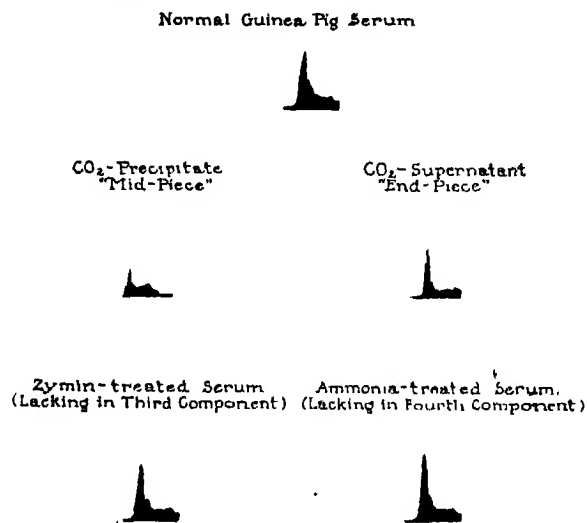 Normal Guinea Pig Serum
CO₂-Precipitate
"Mid-Piece"
CO₂-Supernatant
"End-Piece"
Zymin-treated Serum
(Lacking in Third Component)
Ammonia-treated Serum.
(Lacking in Fourth Component)